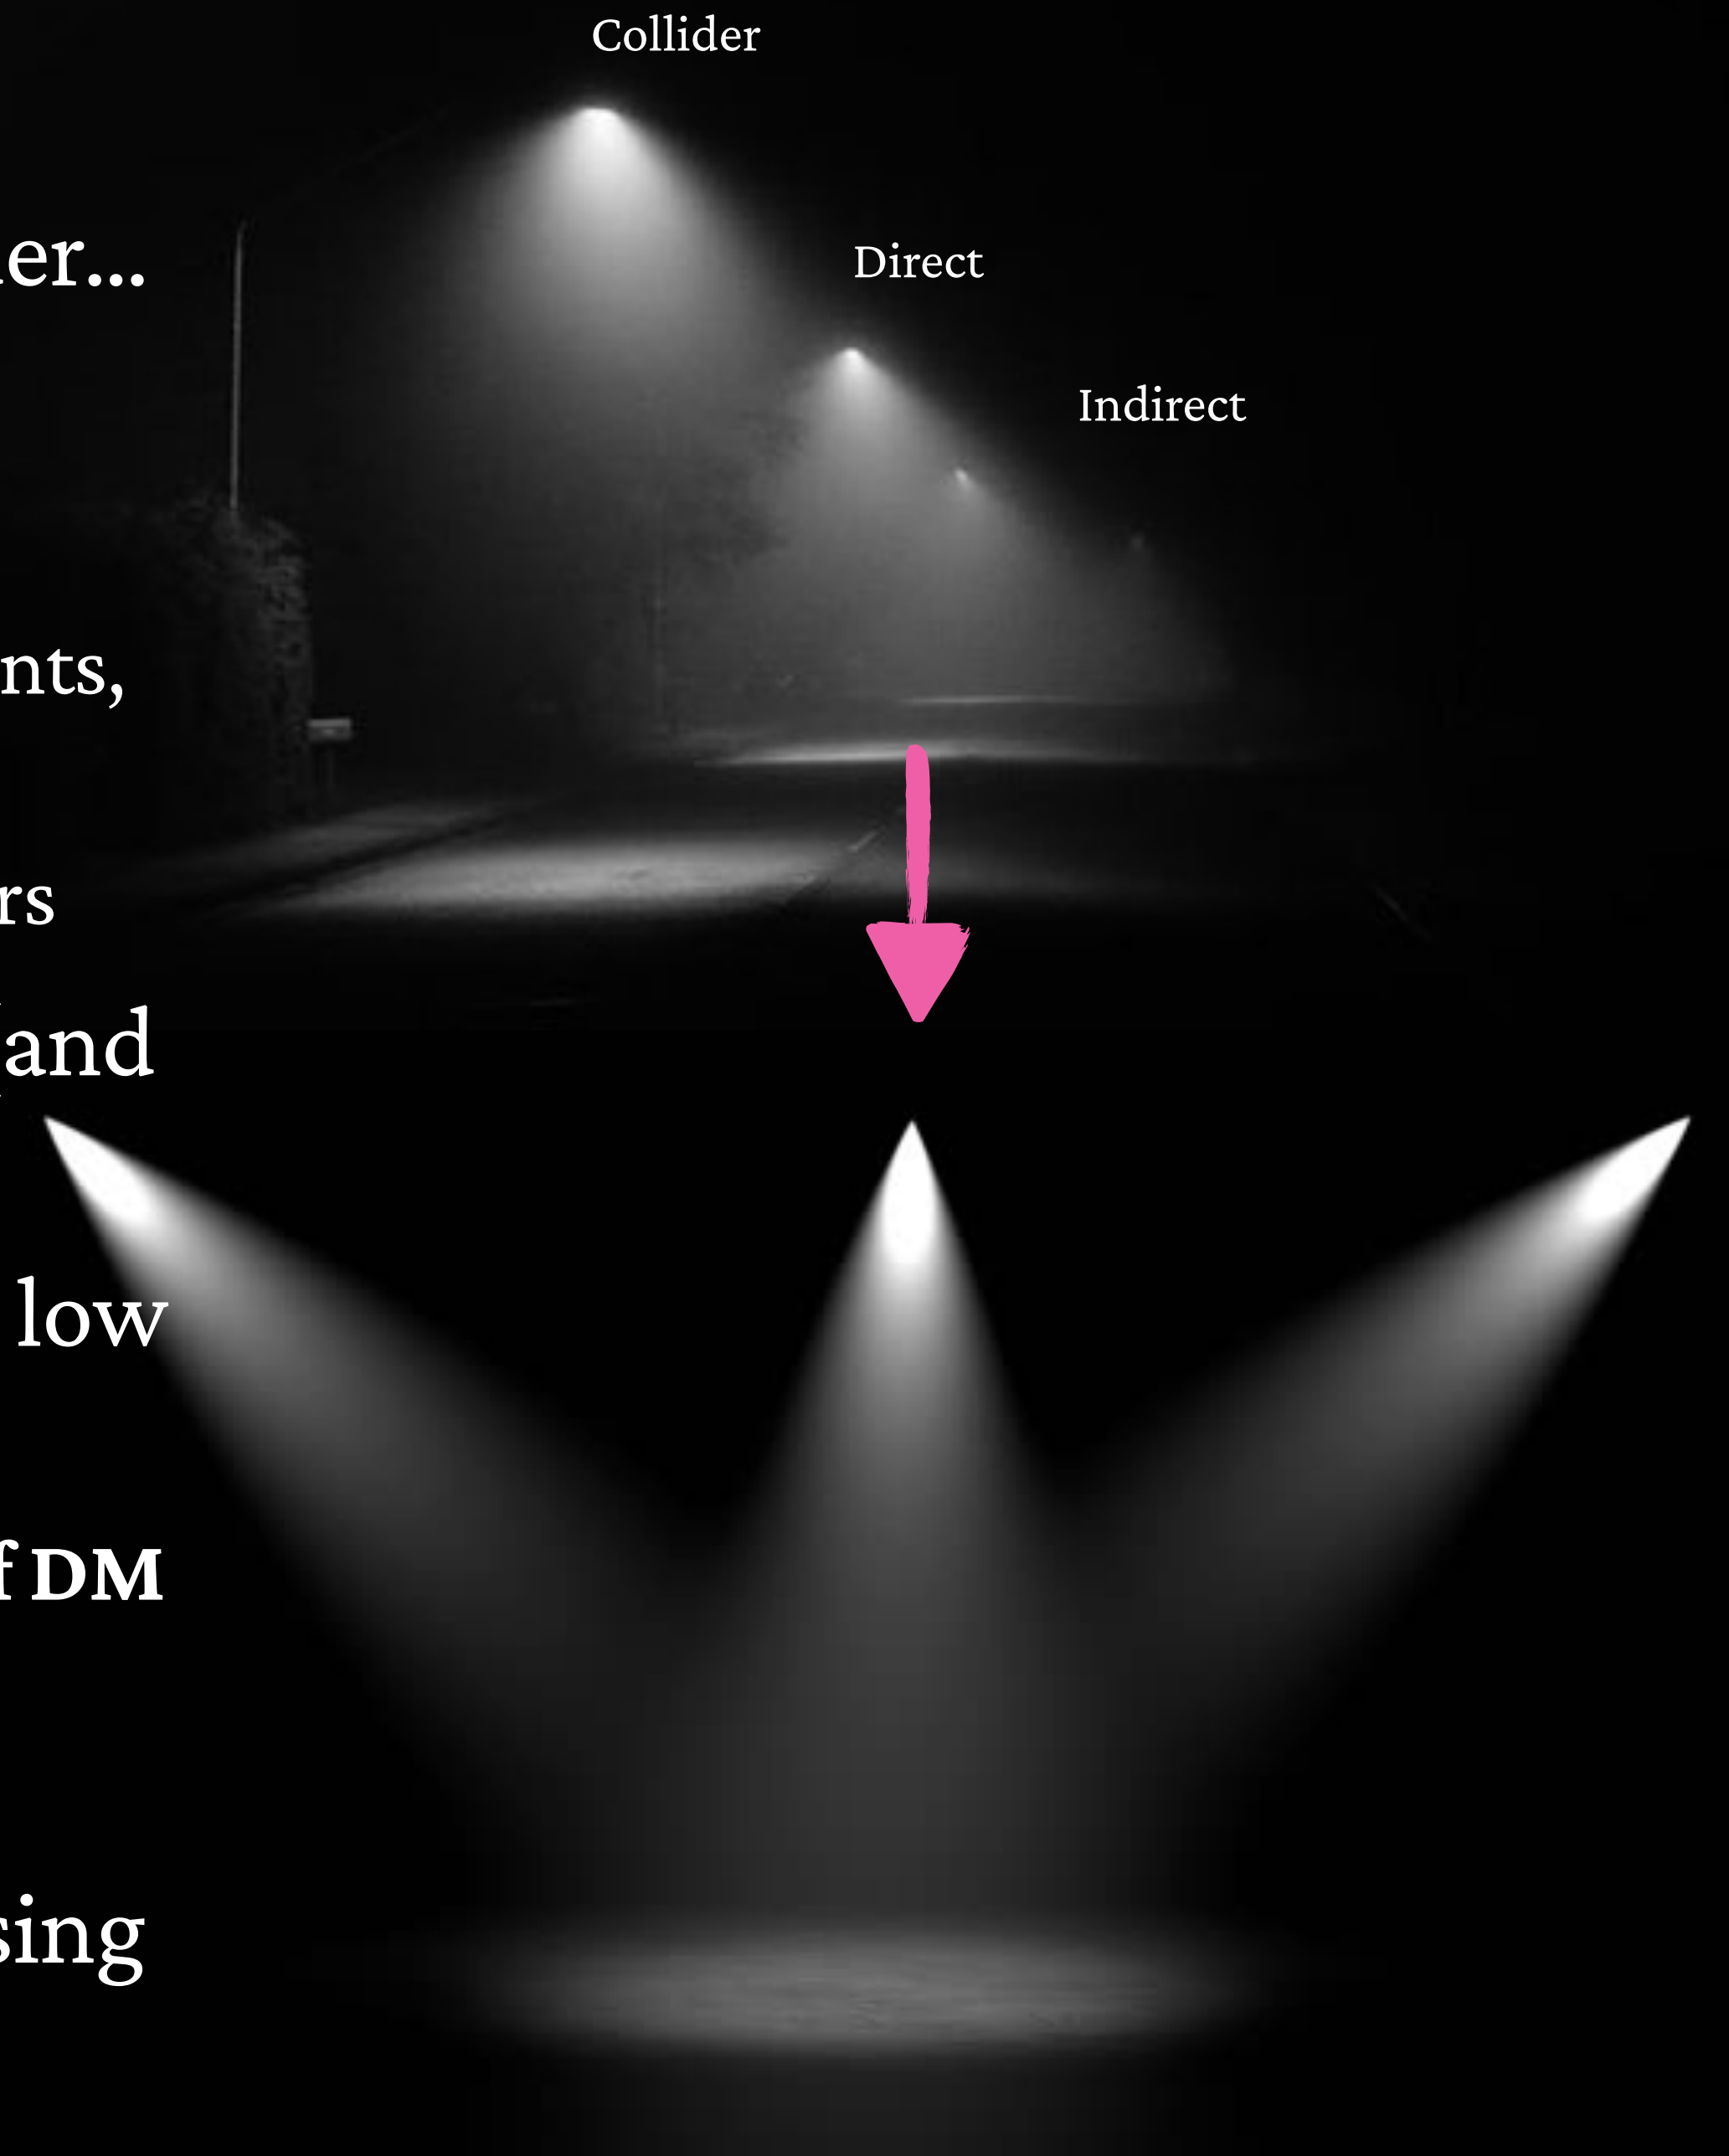 Collider
er...
Direct
Indirect
nts,
rs
and
low
f DM
sing